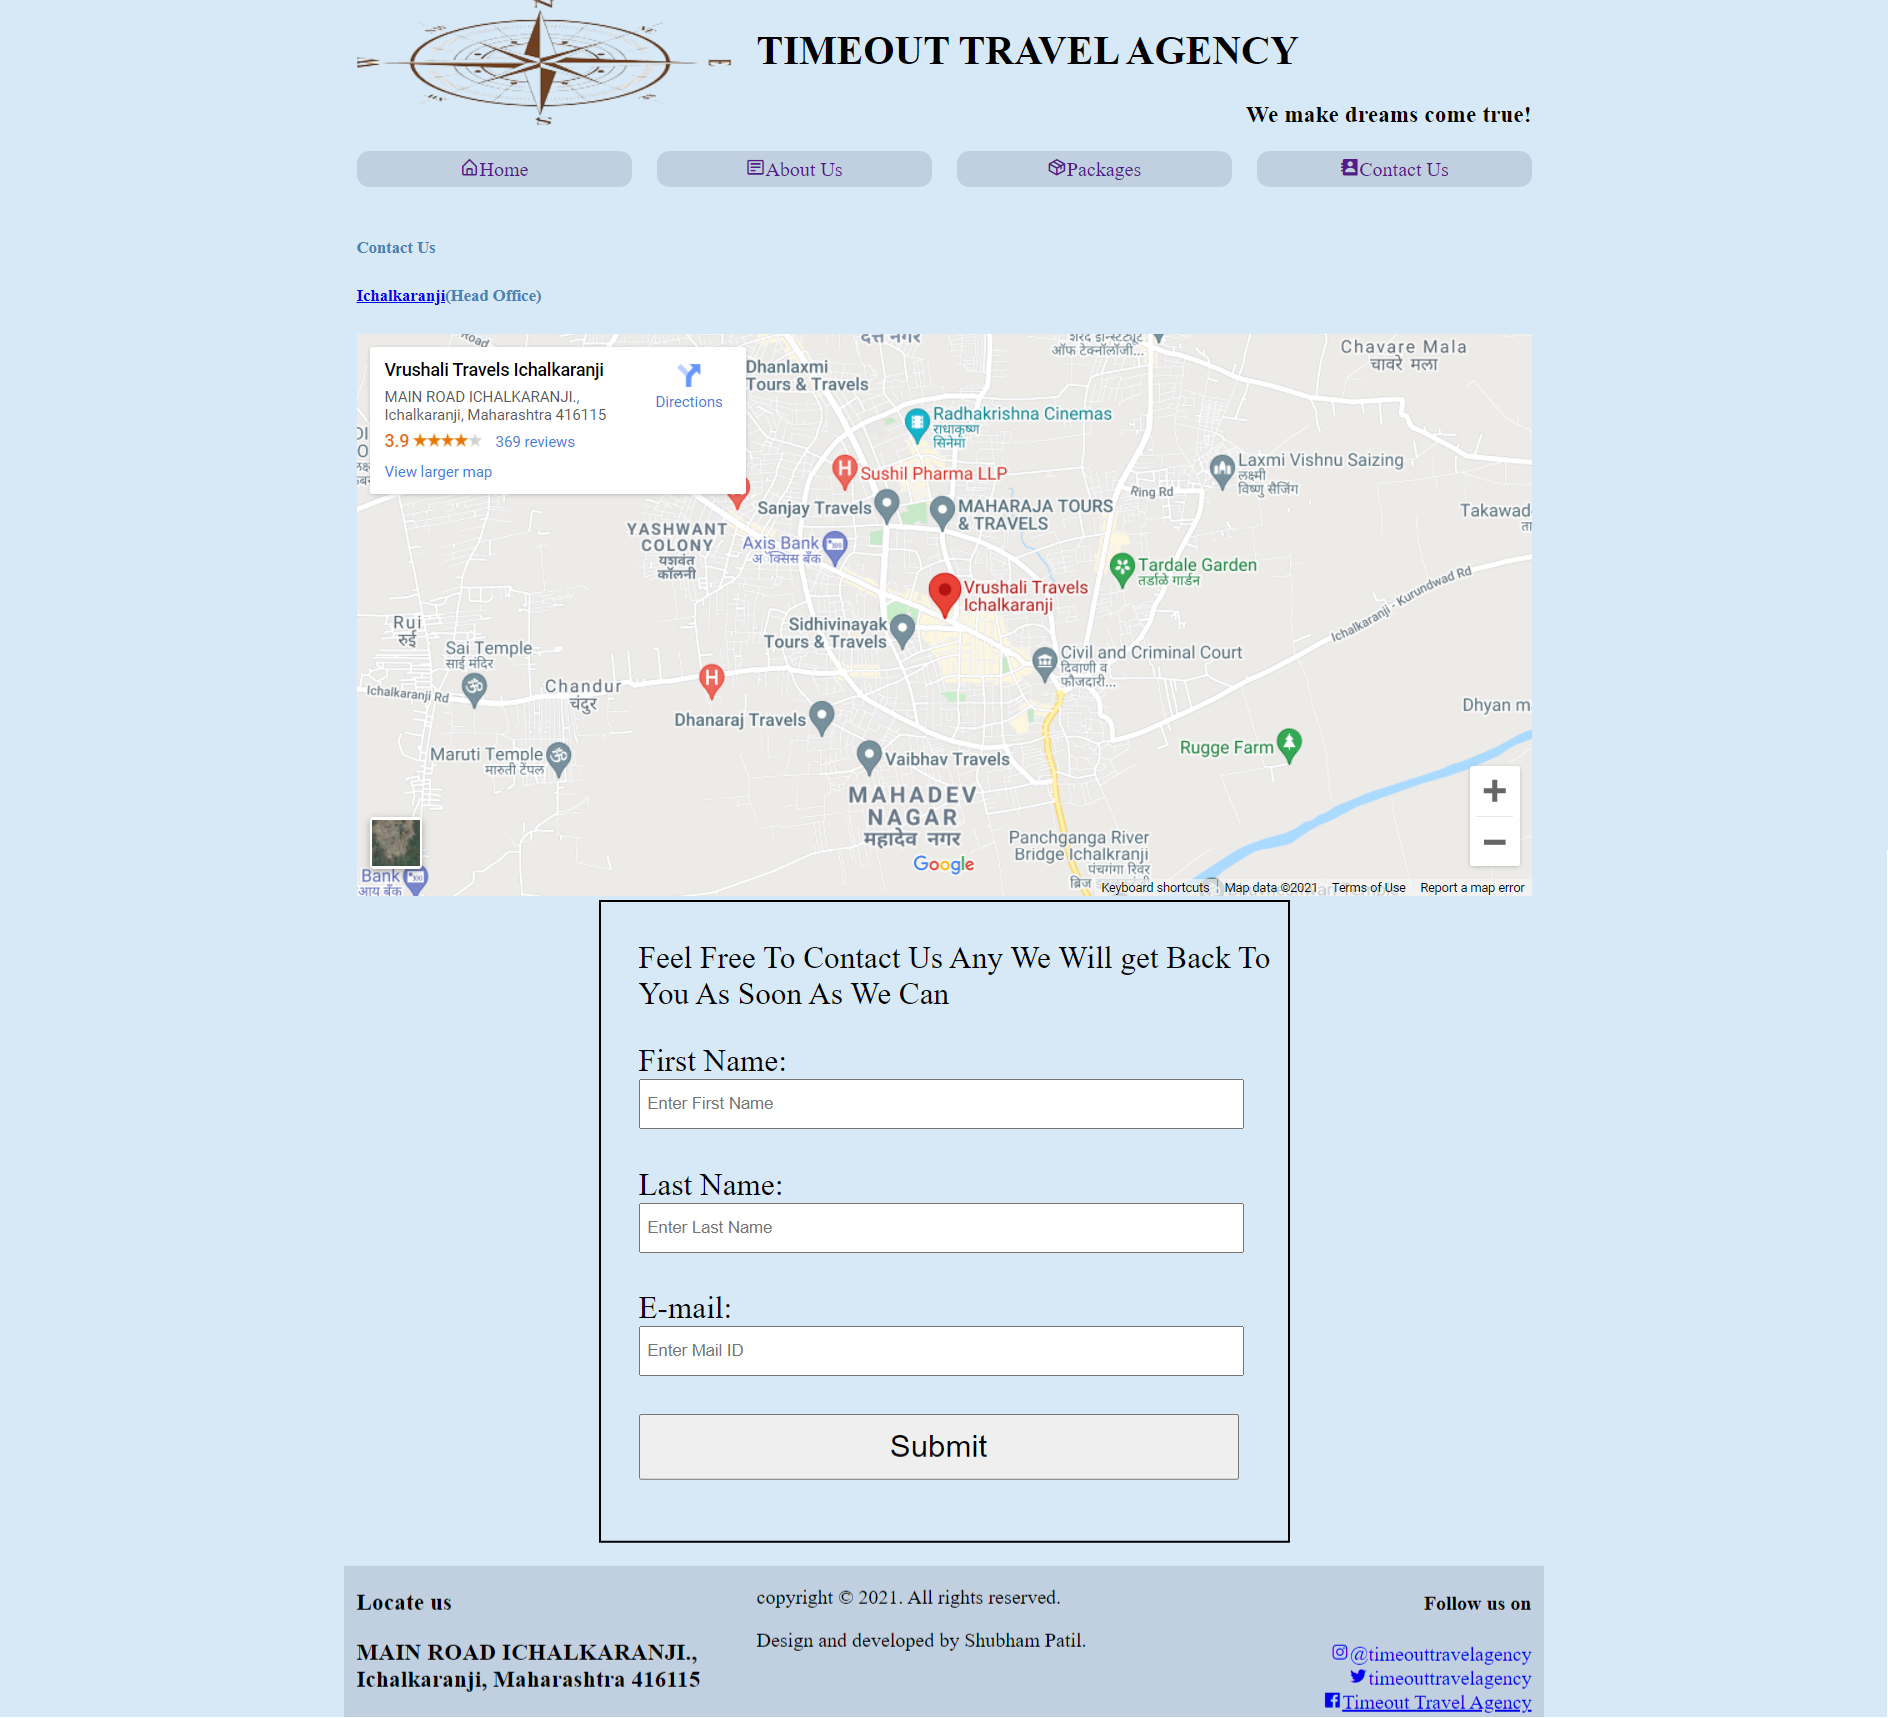 TIMEOUT TRAVEL AGENCY
We make dreams come true!
Home
About Us
Packages
Contact Us
Contact Us
Ichalkaranji(Head Office)
Vrushali Travels Ichalkaranji
MAIN ROAD ICHALKARANJI.,
Ichalkaranji, Maharashtra 416115
3.9
369 reviews
View larger map
Directions
Road
दत्त नगर
ऑफ टेक्नॉलॉजी...
Chavare Mala
चावरे मला
Dhanlaxmi
Tours & Travels
Radhakrishna Cinemas
राधाकृष्ण
सिनेमा
Sushil Pharma LLP
Laxmi Vishnu Saizing
लक्ष्मी
विष्णु सैजिंग
Ring Rd
Sanjay Travels
MAHARAJA TOURS
& TRAVELS
Takawad
YASHWANT
COLONY
यशवंत
कॉलनी
Axis Bank
अॅक्सिस बँक
Tardale Garden
तर्डाळे गार्डन
Vrushali Travels
Ichalkaranji
Ichalkaranji - Kurundwad Rd
Rui
रुई
Sidhivinayak
Tours & Travels
Sai Temple
साई मंदिर
Civil and Criminal Court
दिवाणी व
फौजदारी...
Ichalkaranji Rd
Chandur
चंदुर
H
H
Dhanaraj Travels
Dhyan m
Maruti Temple
मारुती टेंपल
Vaibhav Travels
Rugge Farm
MAHADEV
NAGAR
महादेव नगर
Panchganga River
Bridge Ichalkaranji
पंचगंगा रिवर
ब्रिज
Bank
आय बँक
Google
Keyboard shortcuts
Map data ©2021
Terms of Use
Report a map error
Feel Free To Contact Us Any We Will get Back To
You As Soon As We Can
First Name:
Enter First Name
Last Name:
Enter Last Name
E-mail:
Enter Mail ID
Submit
Locate us
MAIN ROAD ICHALKARANJI.,
Ichalkaranji, Maharashtra 416115
copyright © 2021. All rights reserved.
Design and developed by Shubham Patil.
Follow us on
@timeouttravelagency
timeouttravelagency
Timeout Travel Agency